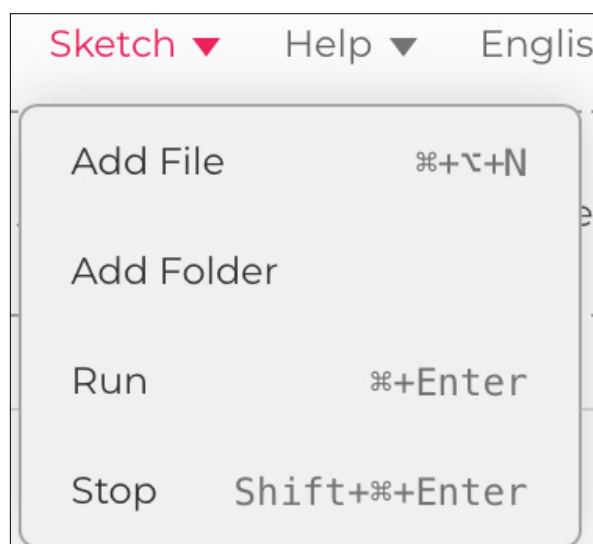 Sketch ▼ Help ▼ Englis
Add File ⌘+⌥+N
Add Folder
Run ⌘+Enter
Stop Shift+⌘+Enter